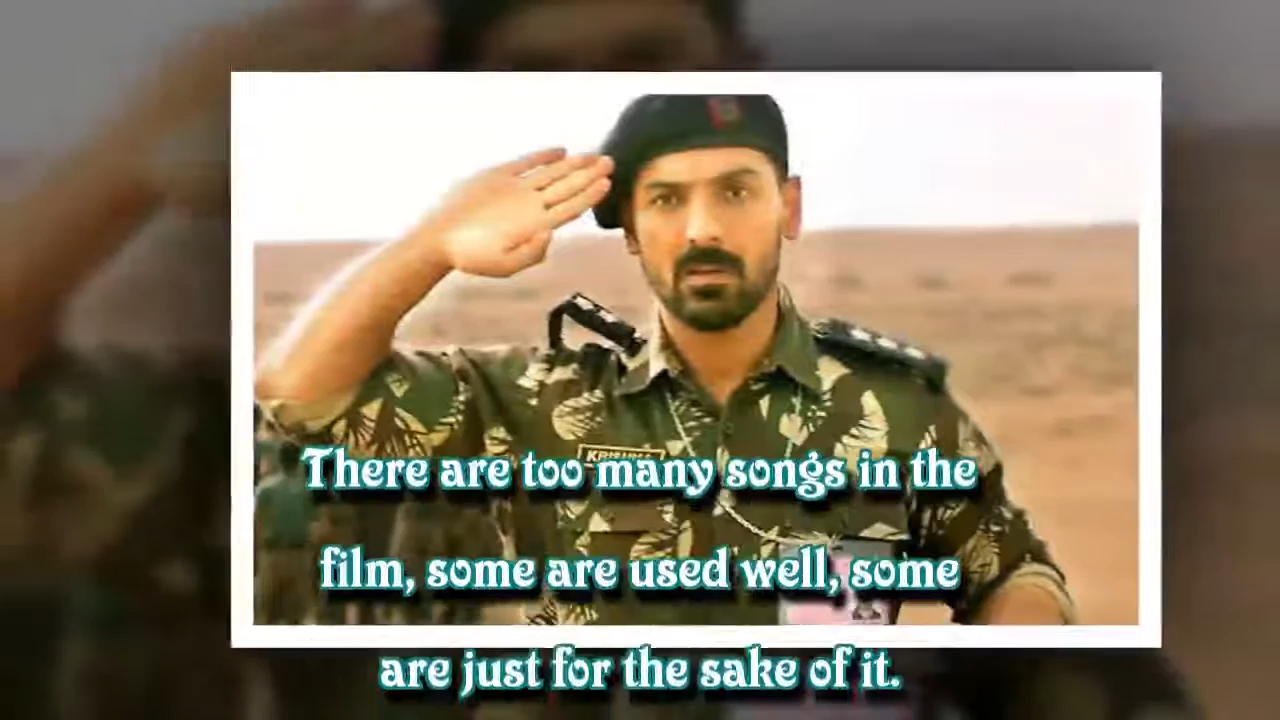 KRISHNA
There are too many songs in the
film, some are used well, some
are just for the sake of it.